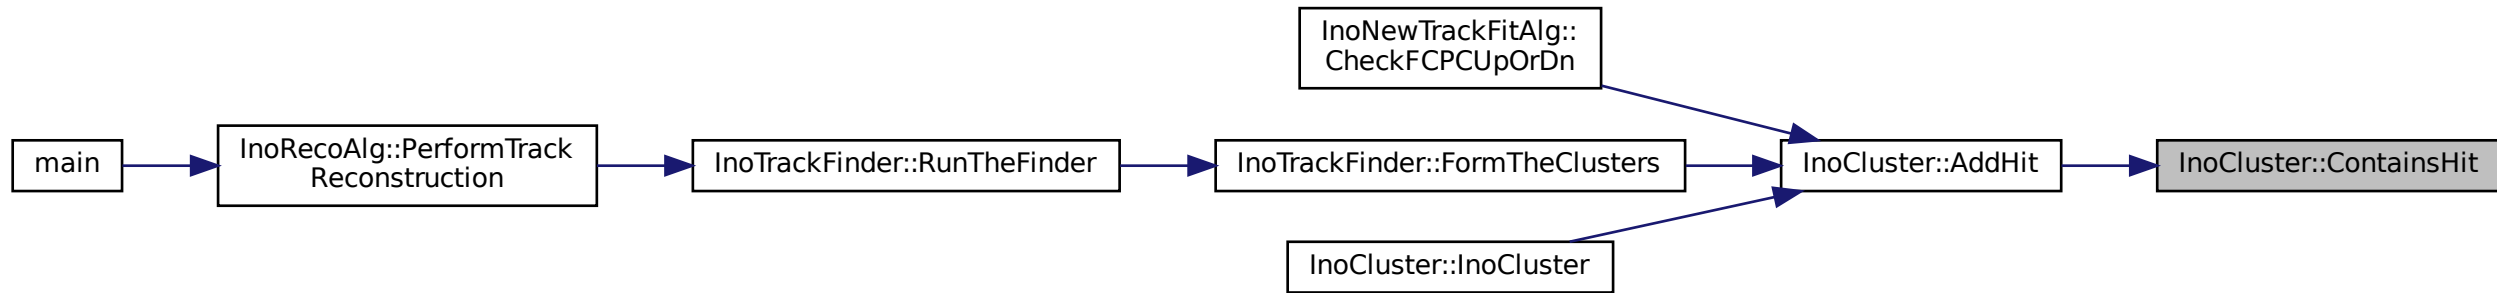 InoNewTrackFitAlg::
CheckFCPCUpOrDn
main
InoRecoAlg::PerformTrack
Reconstruction
InoTrackFinder::RunTheFinder
InoTrackFinder::FormTheClusters
InoCluster::AddHit
InoCluster::ContainsHit
InoCluster::InoCluster